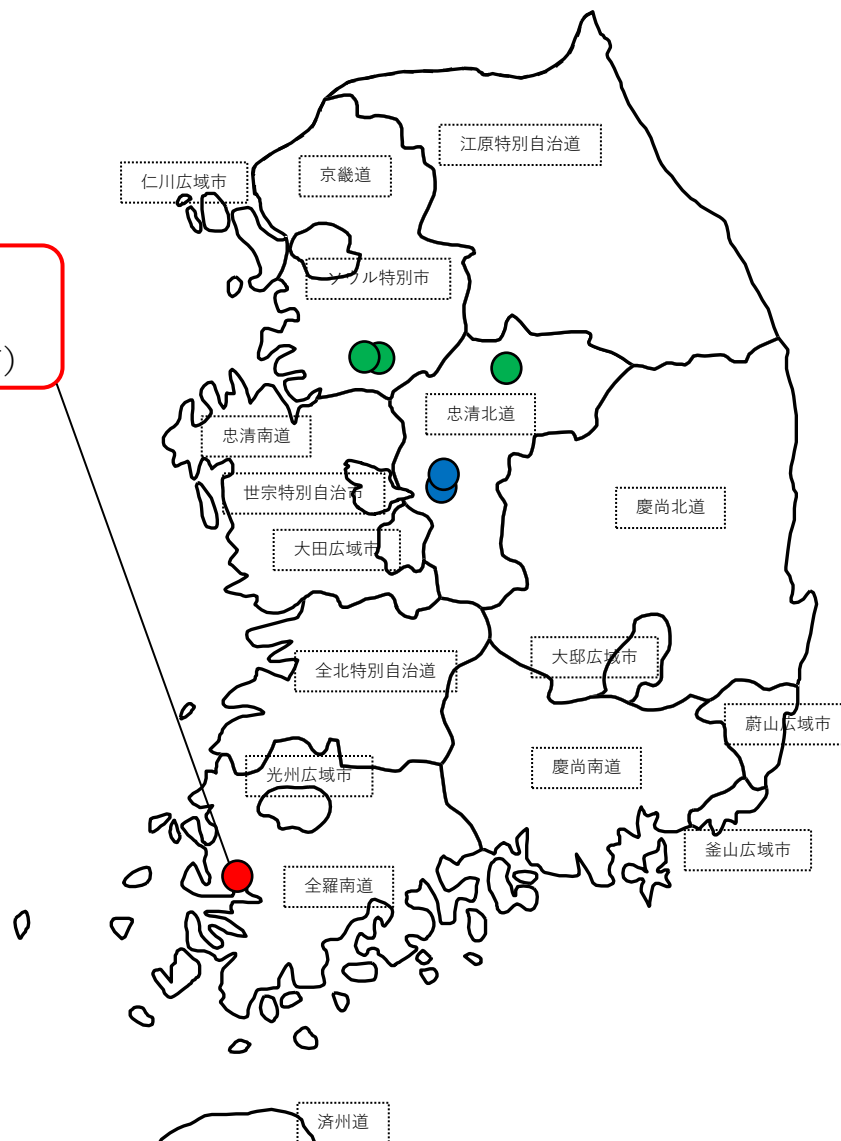 江原特別自治道
京畿道
仁川広域市
ソウル特別市
）
忠清北道
忠清南道
世宗特別自治市
慶尚北道
大田広域市
大邱広域市
全北特別自治道
蔚山広域市
慶尚南道
光州広域市
釜山広域市
全羅南道
済州道